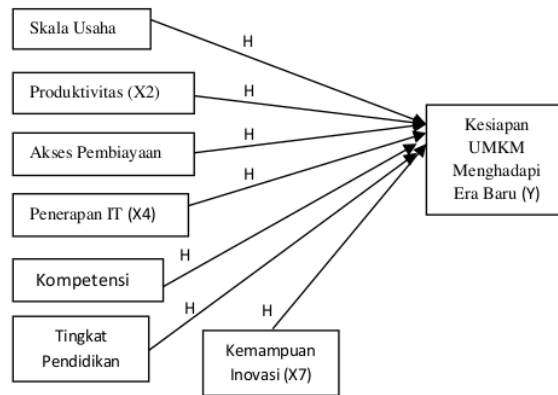 Skala Usaha
H
Produktivitas (X2)
H
Akses Pembiayaan
H
Penerapan IT (X4)
H
Kompetensi
H
Tingkat
Pendidikan
H
Kemampuan
Inovasi (X7)
H
Kesiapan
UMKM
Menghadapi
Era Baru (Y)